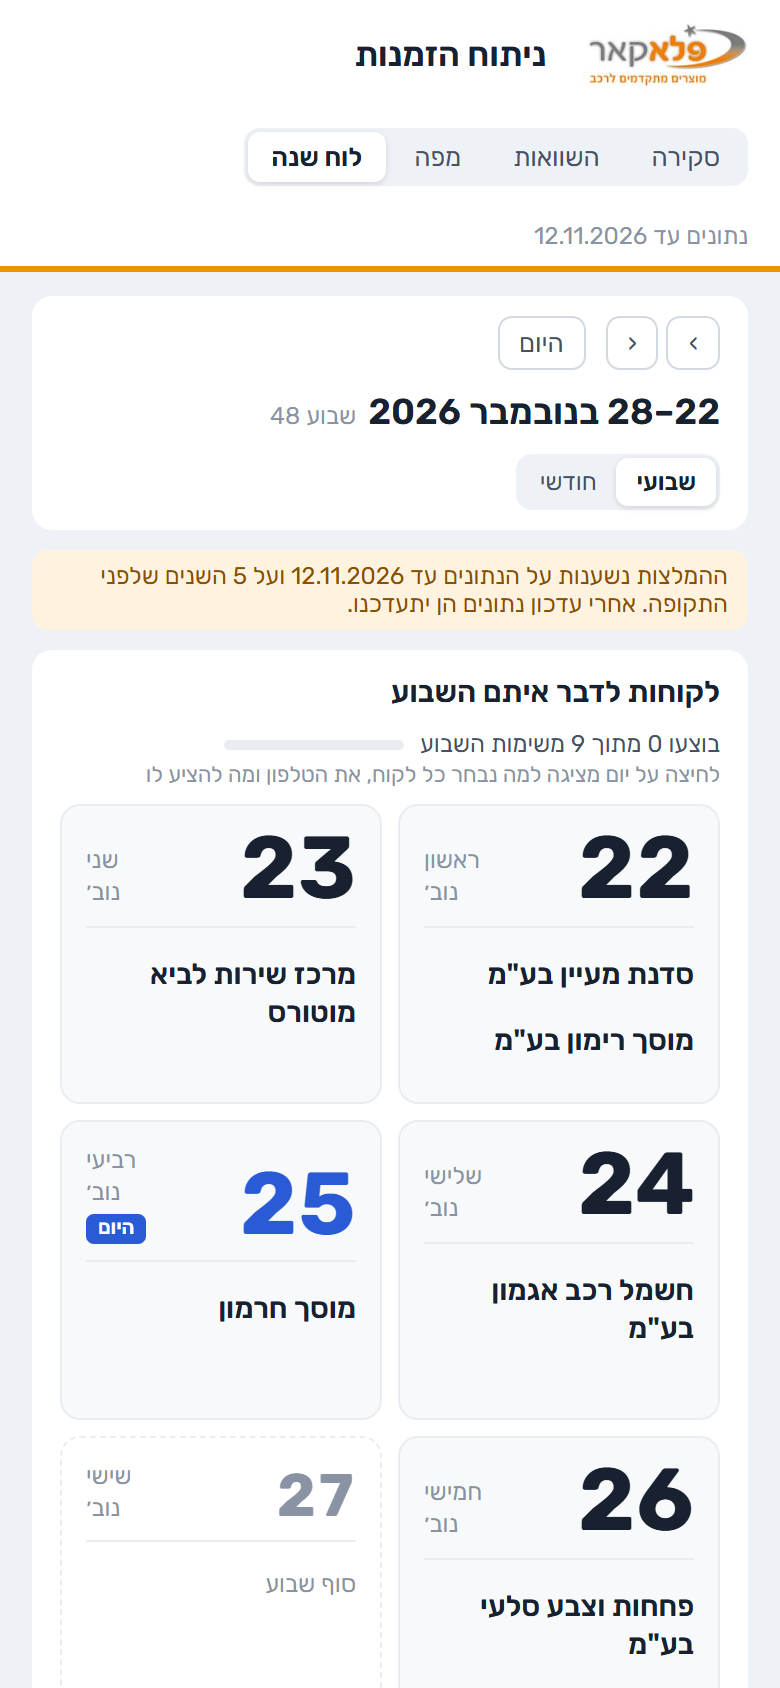 פלאקאר
מוצרים מתקדמים לרכב
ניתוח הזמנות
סקירה
השוואות
מפה
לוח שנה
נתונים עד 12.11.2026
‹ › היום
22–28 בנובמבר 2026 שבוע 48
שבועי
חודשי
ההמלצות נשענות על הנתונים עד 12.11.2026 ועל 5 השנים שלפני
התקופה. אחרי עדכון נתונים הן יתעדכנו.
לקוחות לדבר איתם השבוע
בוצעו 0 מתוך 9 משימות השבוע
לחיצה על יום מציגה למה נבחר כל לקוח, את הטלפון ומה להציע לו
22
ראשון
נוב׳
סדנת מעיין בע"מ
מוסך רימון בע"מ
23
שני
נוב׳
מרכז שירות לביא
מוטורס
24
שלישי
נוב׳
חשמל רכב אגמון
בע"מ
25
רביעי
נוב׳
היום
מוסך חרמון
26
חמישי
נוב׳
פחחות וצבע סלעי
בע"מ
27
שישי
נוב׳
סוף שבוע